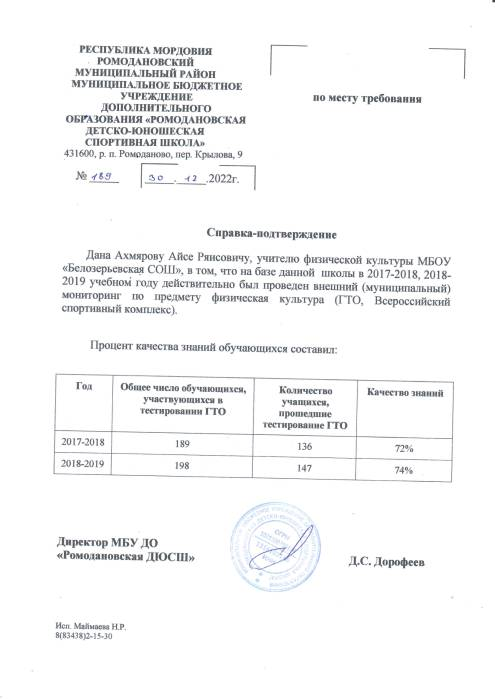 РЕСПУБЛИКА МОРДОВИЯ
РОМОДАНОВСКИЙ
МУНИЦИПАЛЬНЫЙ РАЙОН
МУНИЦИПАЛЬНОЕ БЮДЖЕТНОЕ
УЧРЕЖДЕНИЕ
ДОПОЛНИТЕЛЬНОГО
ОБРАЗОВАНИЯ «РОМОДАНОВСКАЯ
ДЕТСКО-ЮНОШЕСКАЯ
СПОРТИВНАЯ ШКОЛА»
431600, р. п. Ромоданово, пер. Крылова, 9
№ 189 30.12.2022г.
по месту требования
Справка-подтверждение
Дана Ахмярову Айсе Рянсовичу, учителю физической культуры МБОУ
«Белозерьевская СОШ», в том, что на базе данной школы в 2017-2018, 2018-
2019 учебном году действительно был проведен внешний (муниципальный)
мониторинг по предмету физическая культура (ГТО, Всероссийский
спортивный комплекс).
Процент качества знаний обучающихся составил:
Год
Общее число обучающихся,
участвующих в
тестировании ГТО
Количество
учащихся,
прошедшие
тестирование ГТО
Качество знаний
2017-2018 189 136 72%
2018-2019 198 147 74%
Директор МБУ ДО
«Ромодановская ДЮСШ»
Д.С. Дорофеев
Исп. Маймаева Н.Р.
8(83438)2-15-30